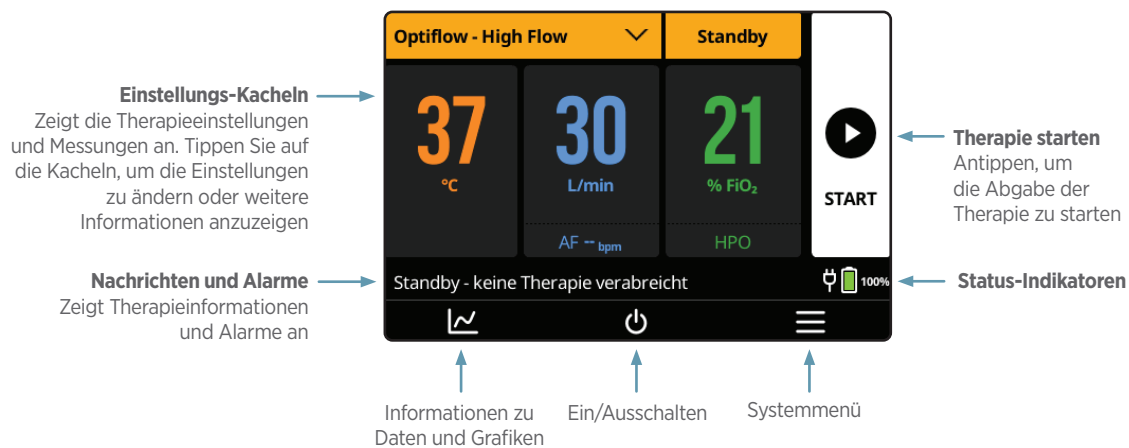 Optiflow - High Flow
Standby
Einstellungs-Kacheln
Zeigt die Therapieeinstellungen
und Messungen an. Tippen Sie auf
die Kacheln, um die Einstellungen
zu ändern oder weitere
Informationen anzuzeigen
37
°C
30
L/min
AF -- bpm
21
% FiO₂
HPO
START
Therapie starten
Antippen, um
die Abgabe der
Therapie zu starten
Nachrichten und Alarme
Zeigt Therapieinformationen
und Alarme an
Standby - keine Therapie verabreicht
100%
Status-Indikatoren
Informationen zu
Daten und Grafiken
Ein/Ausschalten
Systemmenü